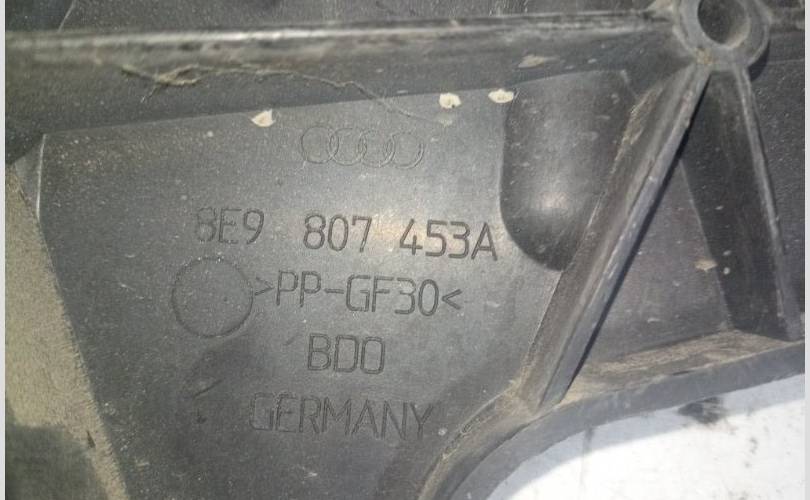 8E9 807 453A
>PP-GF30<
BDO
GERMANY